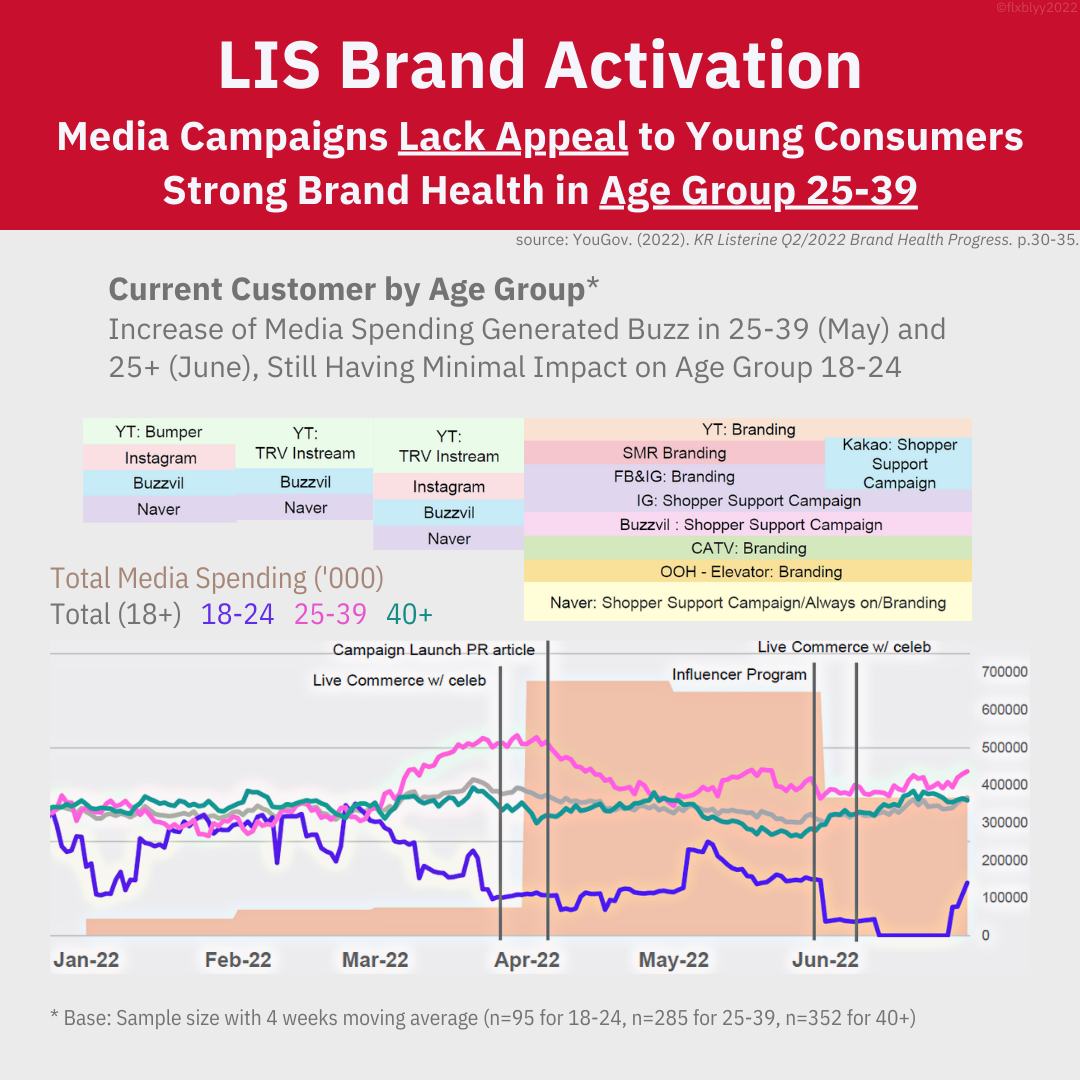 ©flxblyy2022
LIS Brand Activation
Media Campaigns Lack Appeal to Young Consumers
Strong Brand Health in Age Group 25-39
source: YouGov. (2022). KR Listerine Q2/2022 Brand Health Progress. p.30-35.
Current Customer by Age Group*
Increase of Media Spending Generated Buzz in 25-39 (May) and
25+ (June), Still Having Minimal Impact on Age Group 18-24
YT: Bumper
Instagram
Buzzvil
Naver
YT:
TRV Instream
Buzzvil
Naver
YT:
TRV Instream
Instagram
Buzzvil
Naver
YT: Branding
SMR Branding
FB&IG: Branding
Kakao: Shopper
Support
Campaign
IG: Shopper Support Campaign
Buzzvil : Shopper Support Campaign
CATV: Branding
OOH - Elevator: Branding
Naver: Shopper Support Campaign/Always on/Branding
Total Media Spending ('000)
Total (18+) 18-24 25-39 40+
Campaign Launch PR article
Live Commerce w/ celeb
Live Commerce w/ celeb
Influencer Program
700000
600000
500000
400000
300000
200000
100000
0
Jan-22 Feb-22 Mar-22 Apr-22 May-22 Jun-22
* Base: Sample size with 4 weeks moving average (n=95 for 18-24, n=285 for 25-39, n=352 for 40+)